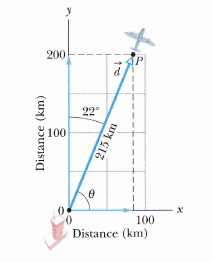 y
200
d P
22°
Distance (km)
100
215 km
θ
0
0 100 x
Distance (km)